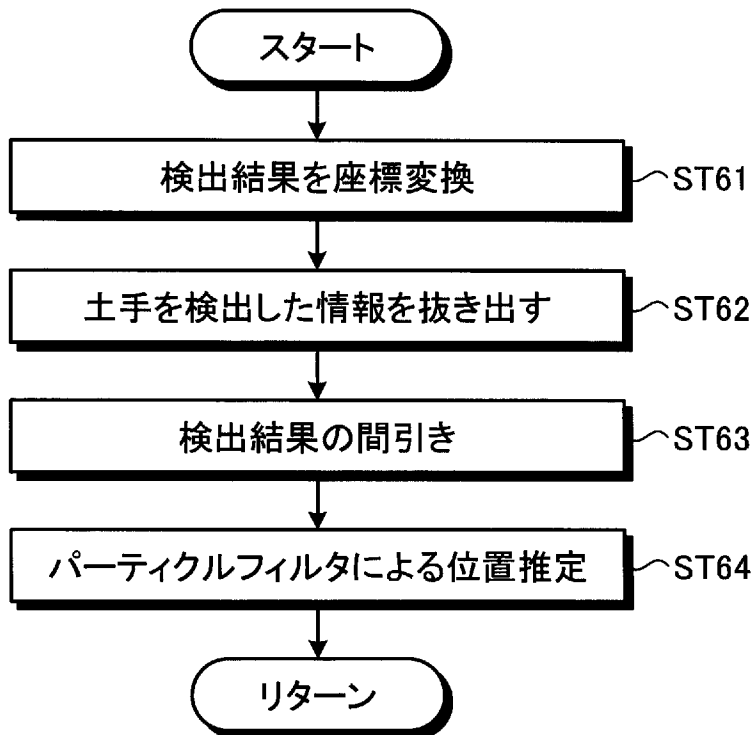 スタート
検出結果を座標変換 ST61
土手を検出した情報を抜き出す ST62
検出結果の間引き ST63
パーティクルフィルタによる位置推定 ST64
リターン